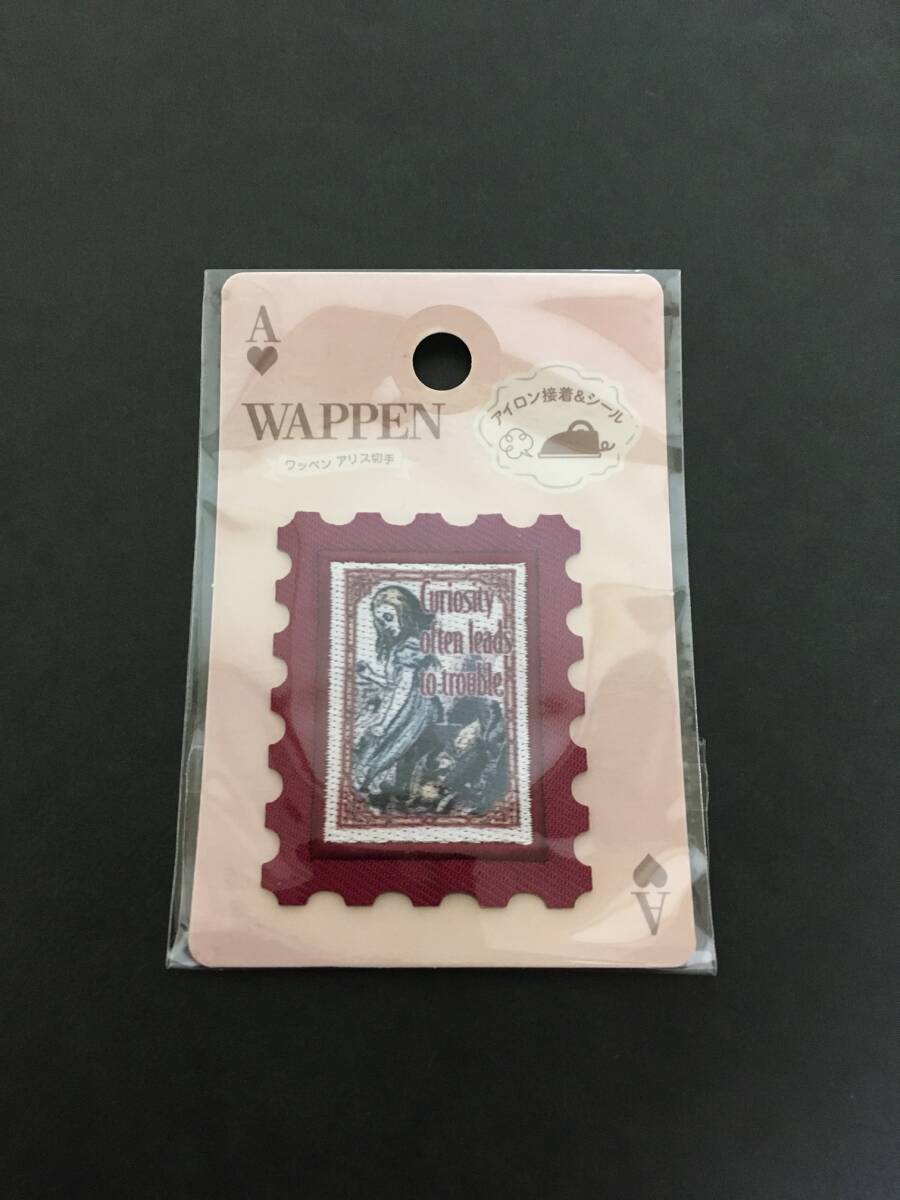 A
WAPPEN
ワッペン アリス切手
アイロン接着&シール
Curiosity
often leads
to trouble
A